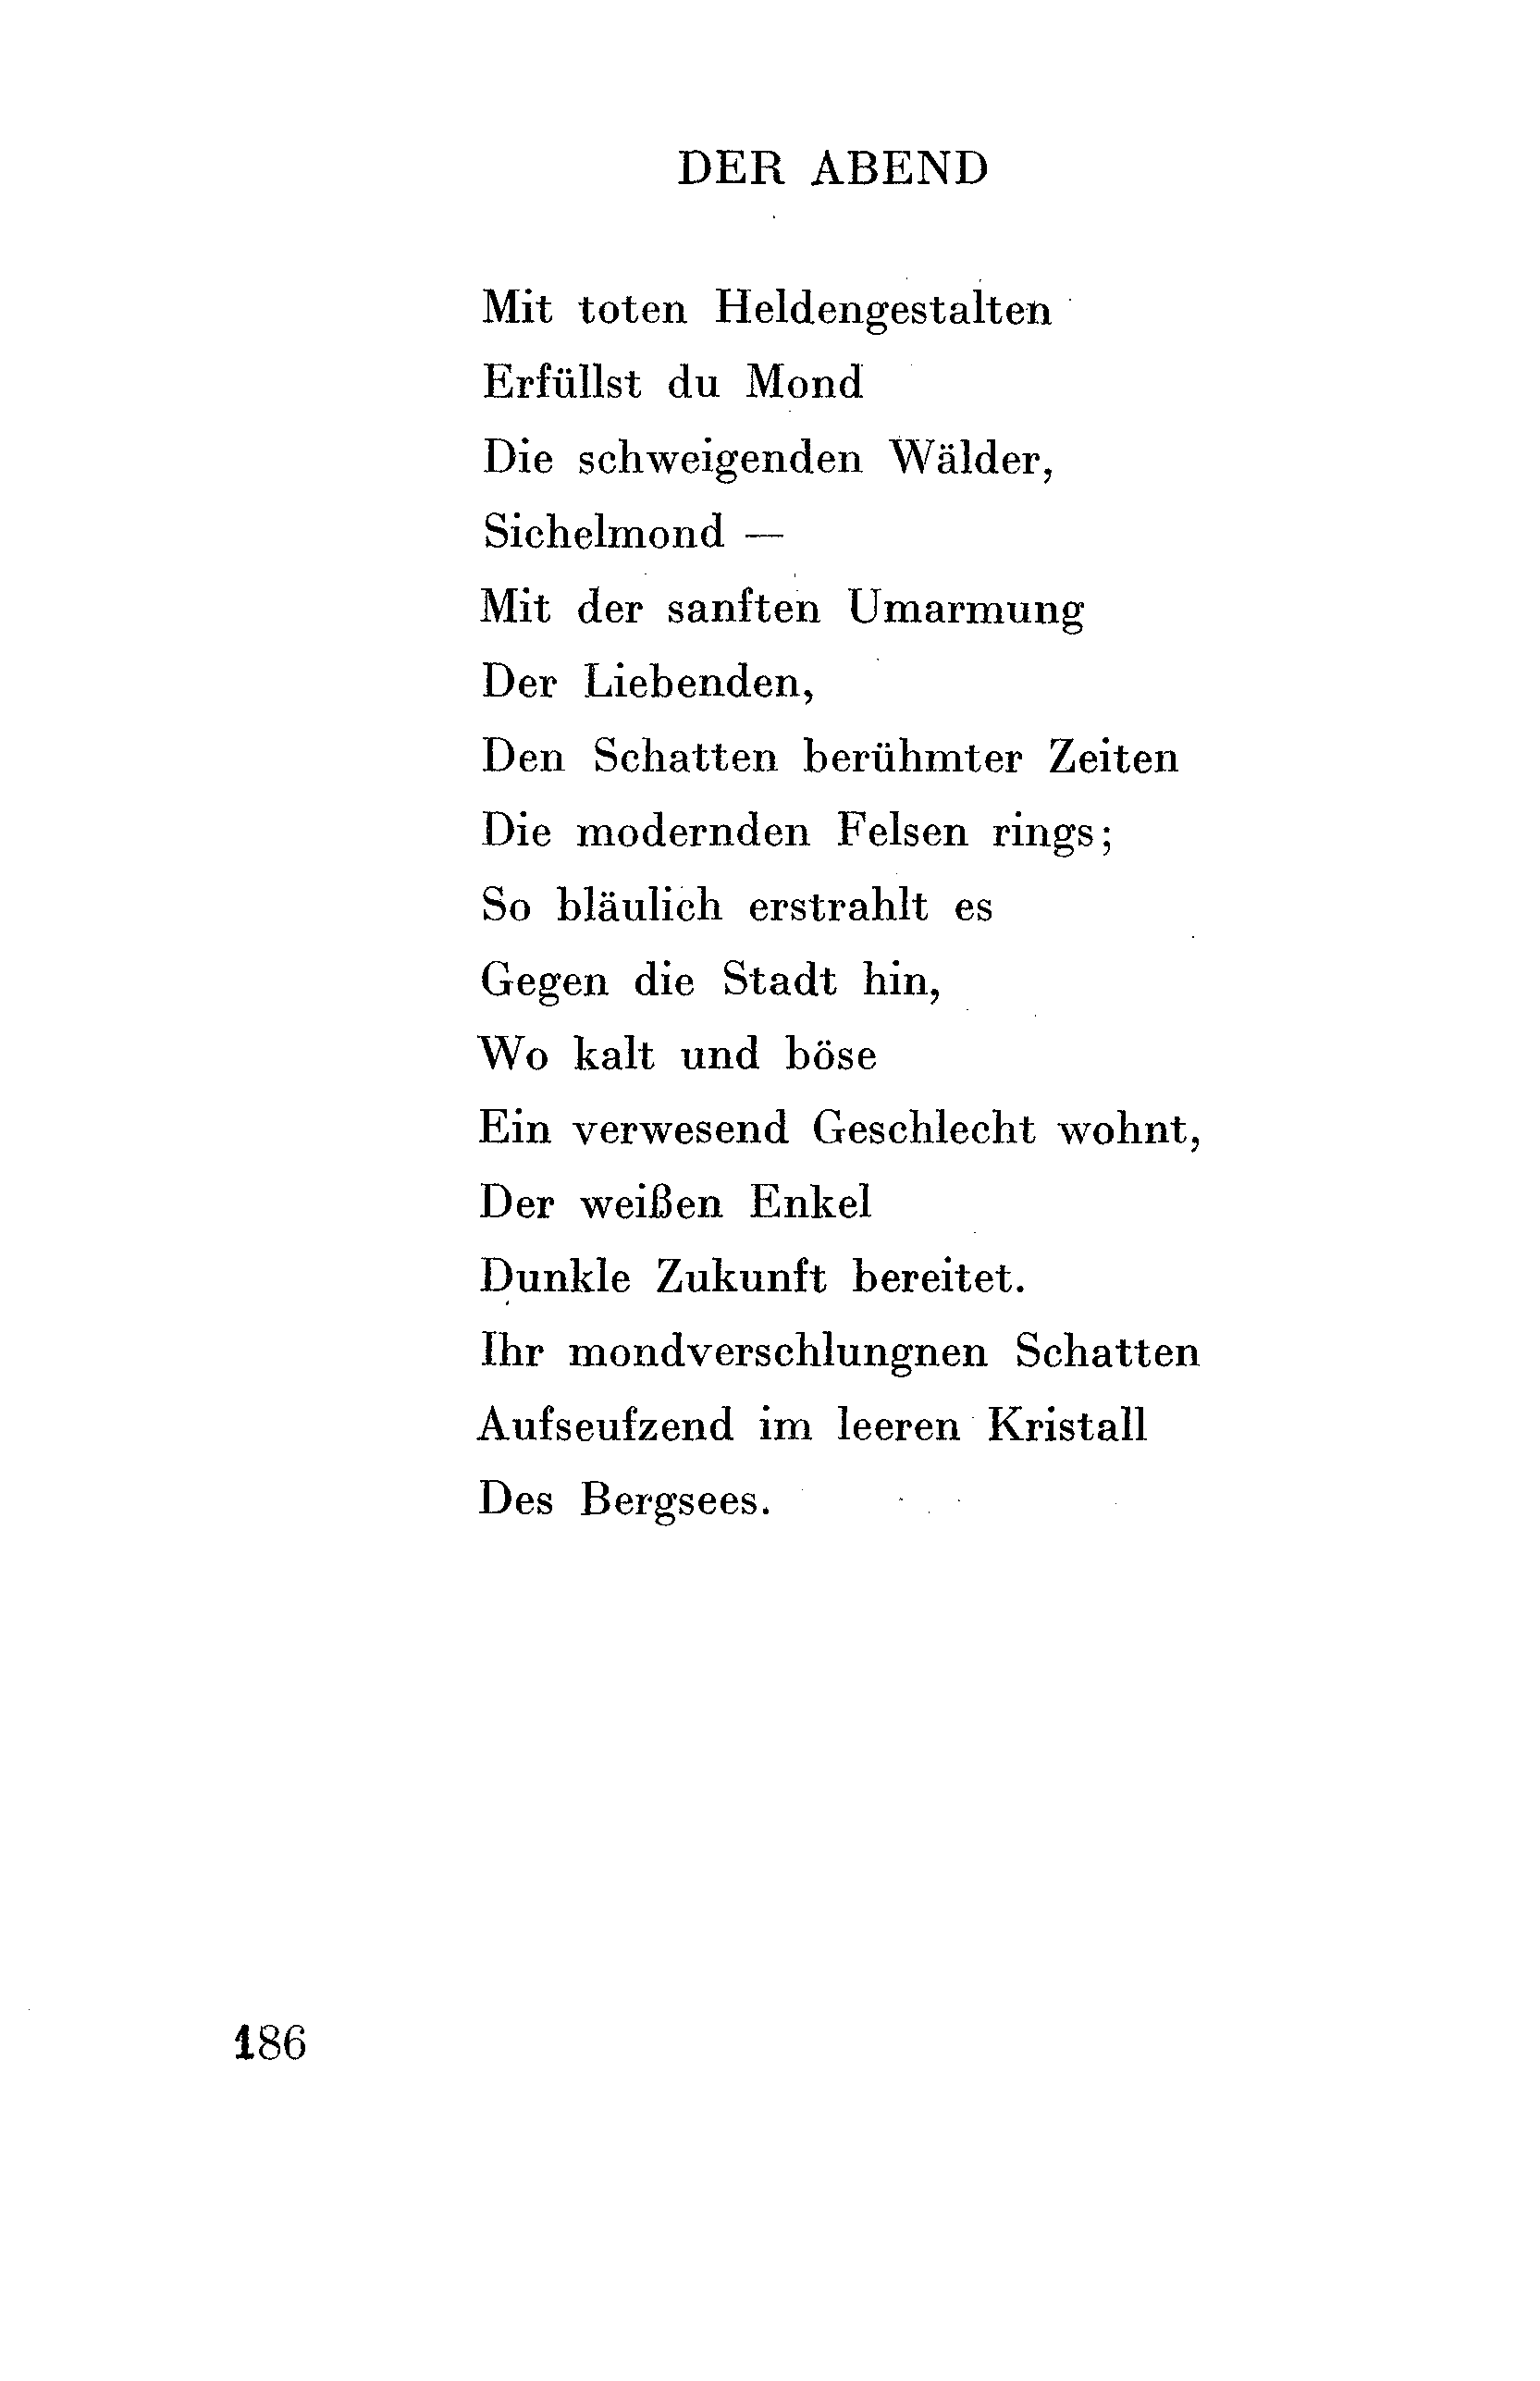 DER ABEND
Mit toten Heldengestalten
Erfüllst du Mond
Die schweigenden Wälder,
Sichelmond —
Mit der sanften Umarmung
Der Liebenden,
Den Schatten berühmter Zeiten
Die modernden Felsen rings;
So bläulich erstrahlt es
Gegen die Stadt hin,
Wo kalt und böse
Ein verwesend Geschlecht wohnt,
Der weißen Enkel
Dunkle Zukunft bereitet.
Ihr mondverschlungnen Schatten
Aufseufzend im leeren Kristall
Des Bergsees.
186